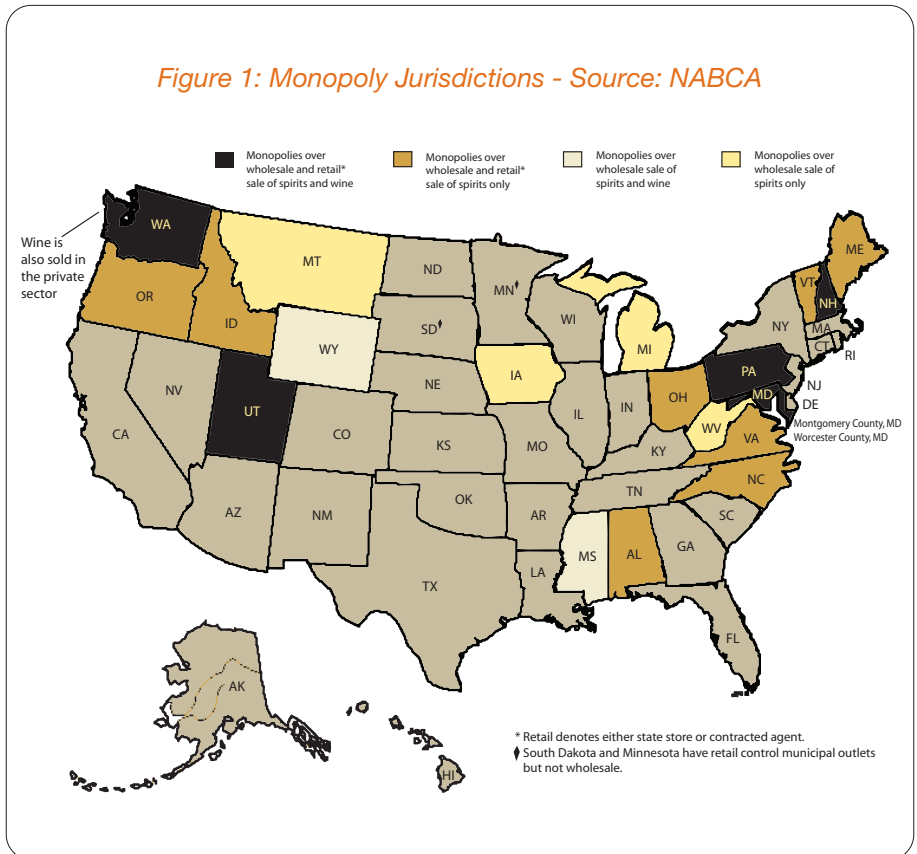 Figure 1: Monopoly Jurisdictions - Source: NABCA
Monopolies over
wholesale and retail*
sale of spirits and wine
Monopolies over
wholesale and retail*
sale of spirits only
Monopolies over
wholesale sale of
spirits and wine
Monopolies over
wholesale sale of
spirits only
Wine is
also sold in
the private
sector
WA
OR
ID
MT
WY
ND
SD♦
MN♦
WI
MI
NE
IA
NV
UT
CA
CO
KS
MO
IL
IN
OH
KY
WV
VA
PA
NY
VT
NH
ME
MA
CT
RI
NJ
DE
MD
Montgomery County, MD
Worcester County, MD
AZ
NM
OK
AR
TN
NC
SC
TX
LA
MS
AL
GA
FL
AK
HI
* Retail denotes either state store or contracted agent.
♦ South Dakota and Minnesota have retail control municipal outlets
but not wholesale.